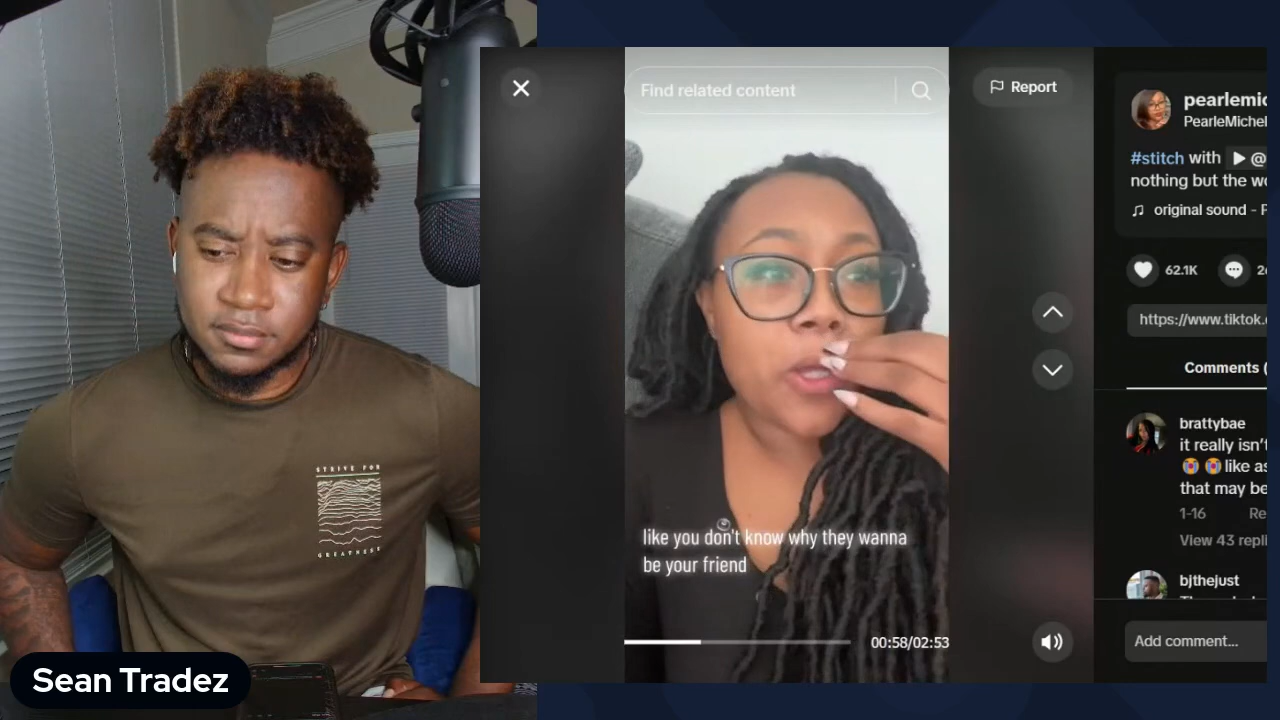 STRIVE FOR
GREATNESS
Sean Tradez
Find related content
Report
like you don't know why they wanna
be your friend
00:58/02:53
pearlemic
PearleMichel
#stitch with ▶ @
nothing but the wo
original sound - P
62.1K
https://www.tiktok.c
Comments (
brattybae
it really isn't
😭😭like as
that may be
1-16 Re
View 43 repli
bjthejust
Add comment...